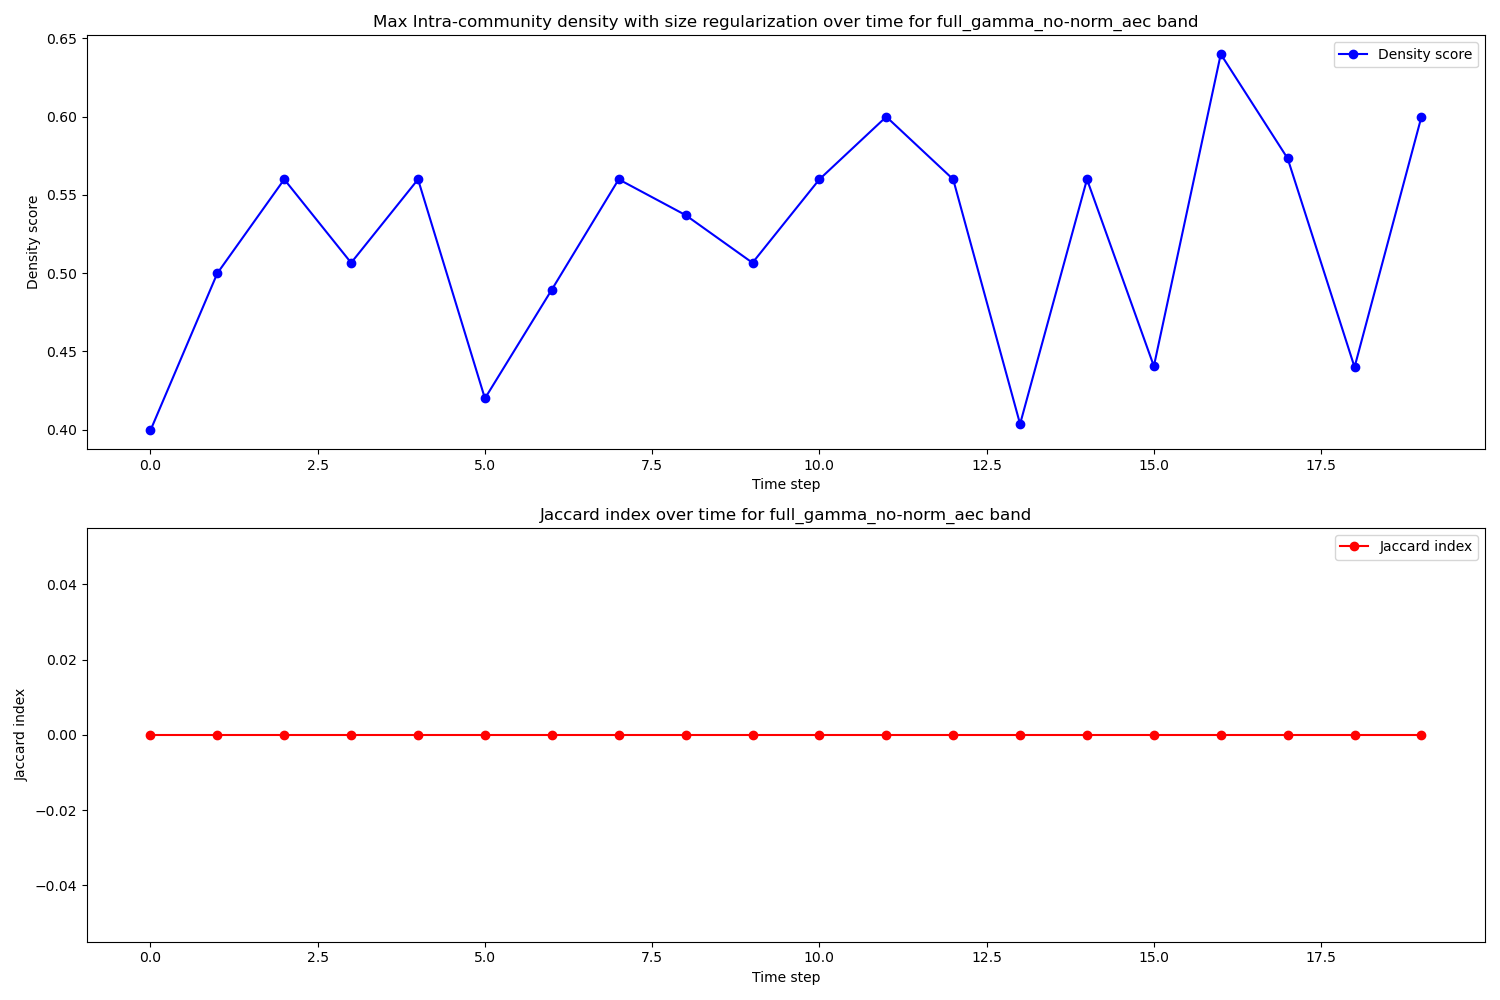 Max Intra-community density with size regularization over time for full_gamma_no-norm_aec band
Density score
0.65
0.60
0.55
0.50
0.45
0.40
Density score
0.0 2.5 5.0 7.5 10.0 12.5 15.0 17.5
Time step
Jaccard index over time for full_gamma_no-norm_aec band
Jaccard index
0.04
0.02
0.00
−0.02
−0.04
Jaccard index
0.0 2.5 5.0 7.5 10.0 12.5 15.0 17.5
Time step